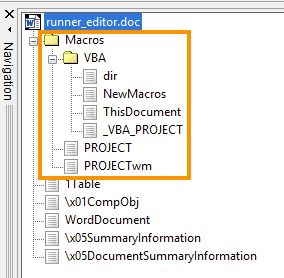 runner_editor.doc
Macros
VBA
dir
NewMacros
ThisDocument
_VBA_PROJECT
PROJECT
PROJECTwm
1Table
\x01CompObj
WordDocument
\x05SummaryInformation
\x05DocumentSummaryInformation
Navigation